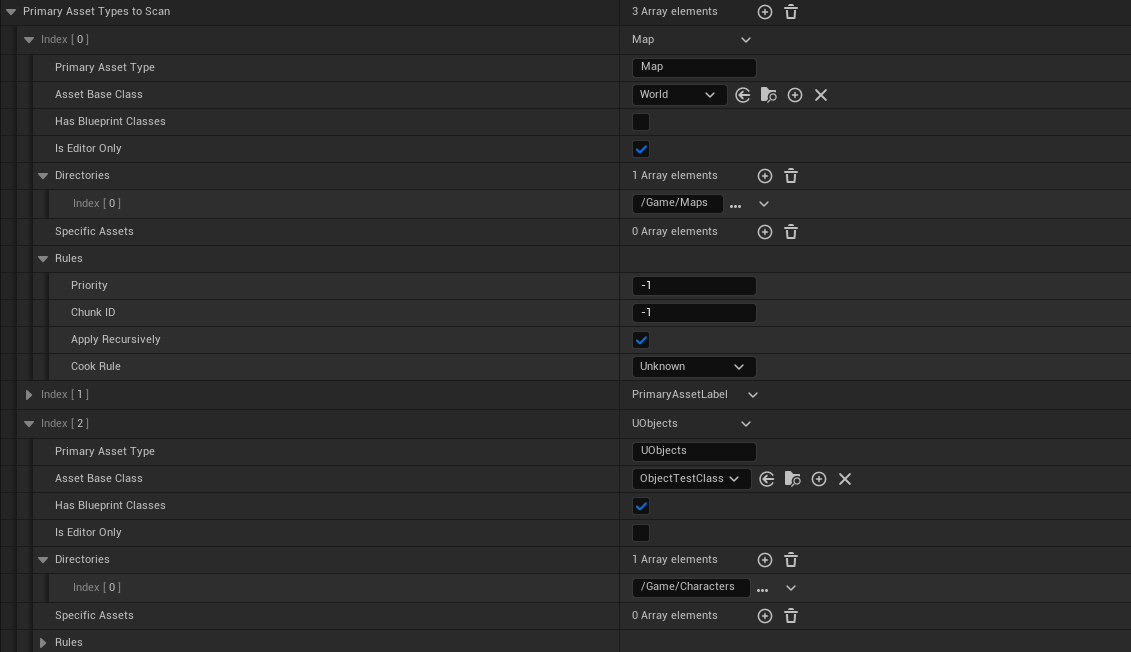 Primary Asset Types to Scan 3 Array elements
Index [ 0 ] Map
Primary Asset Type Map
Asset Base Class World
Has Blueprint Classes
Is Editor Only
Directories 1 Array elements
Index [ 0 ] /Game/Maps ...
Specific Assets 0 Array elements
Rules
Priority -1
Chunk ID -1
Apply Recursively
Cook Rule Unknown
Index [ 1 ] PrimaryAssetLabel
Index [ 2 ] UObjects
Primary Asset Type UObjects
Asset Base Class ObjectTestClass
Has Blueprint Classes
Is Editor Only
Directories 1 Array elements
Index [ 0 ] /Game/Characters ...
Specific Assets 0 Array elements
Rules